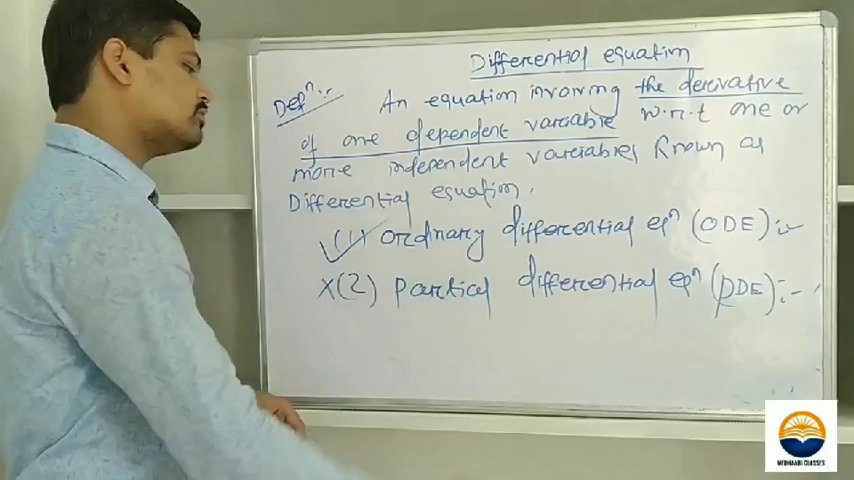 Differential equation
Defⁿ:- An equation involving the derivative
of one dependent variable w.r.t one or
more independent variables known as
Differential equation.
(1) Ordinary differential eqⁿ (ODE):-
X(2) Partial differential eqⁿ (PDE):-
MEDHAABI CLASSES